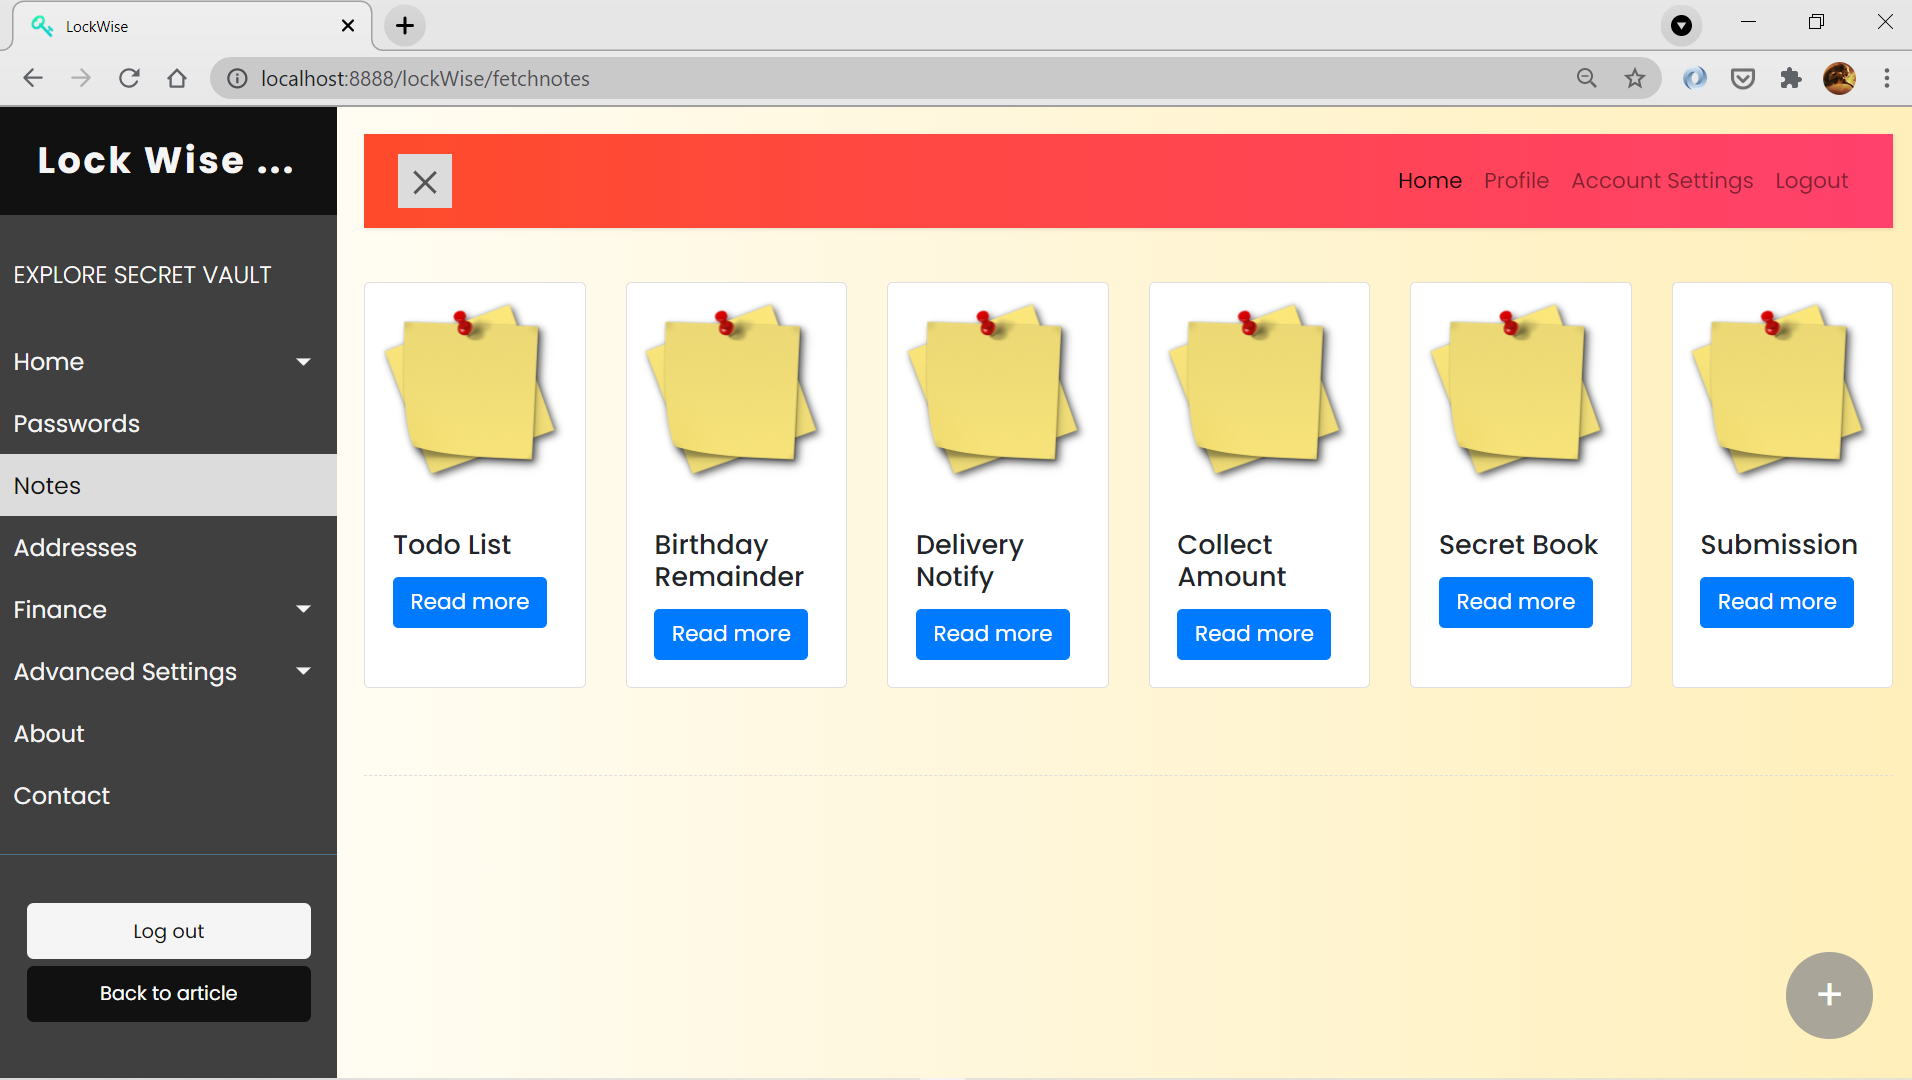 LockWise
localhost:8888/lockWise/fetchnotes
Lock Wise ...
EXPLORE SECRET VAULT
Home
Passwords
Notes
Addresses
Finance
Advanced Settings
About
Contact
Log out
Back to article
Home Profile Account Settings Logout
Todo List
Read more
Birthday
Remainder
Read more
Delivery
Notify
Read more
Collect
Amount
Read more
Secret Book
Read more
Submission
Read more